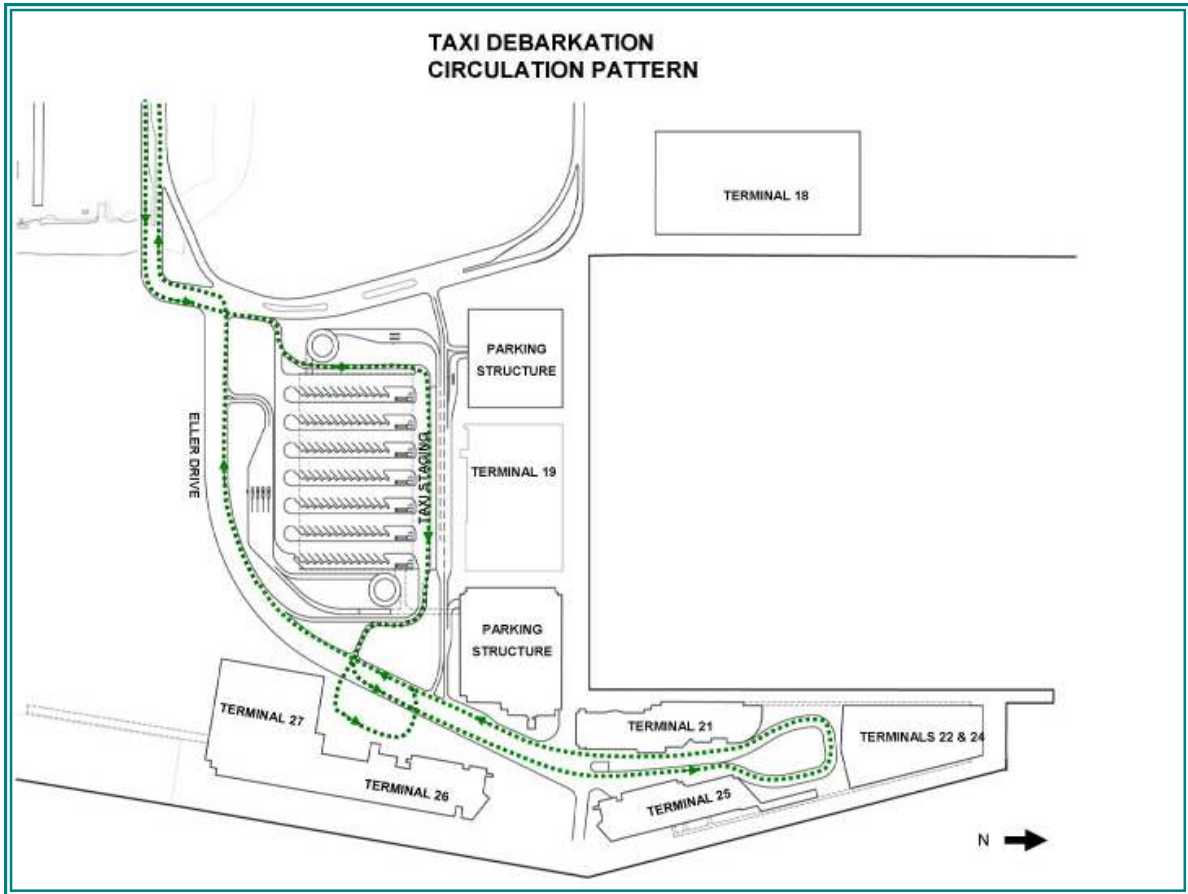 TAXI DEBARKATION
CIRCULATION PATTERN
TERMINAL 18
PARKING
STRUCTURE
ELLER DRIVE
TAXI STAGING
TERMINAL 19
PARKING
STRUCTURE
TERMINAL 27
TERMINAL 21
TERMINALS 22 & 24
TERMINAL 26
TERMINAL 25
N